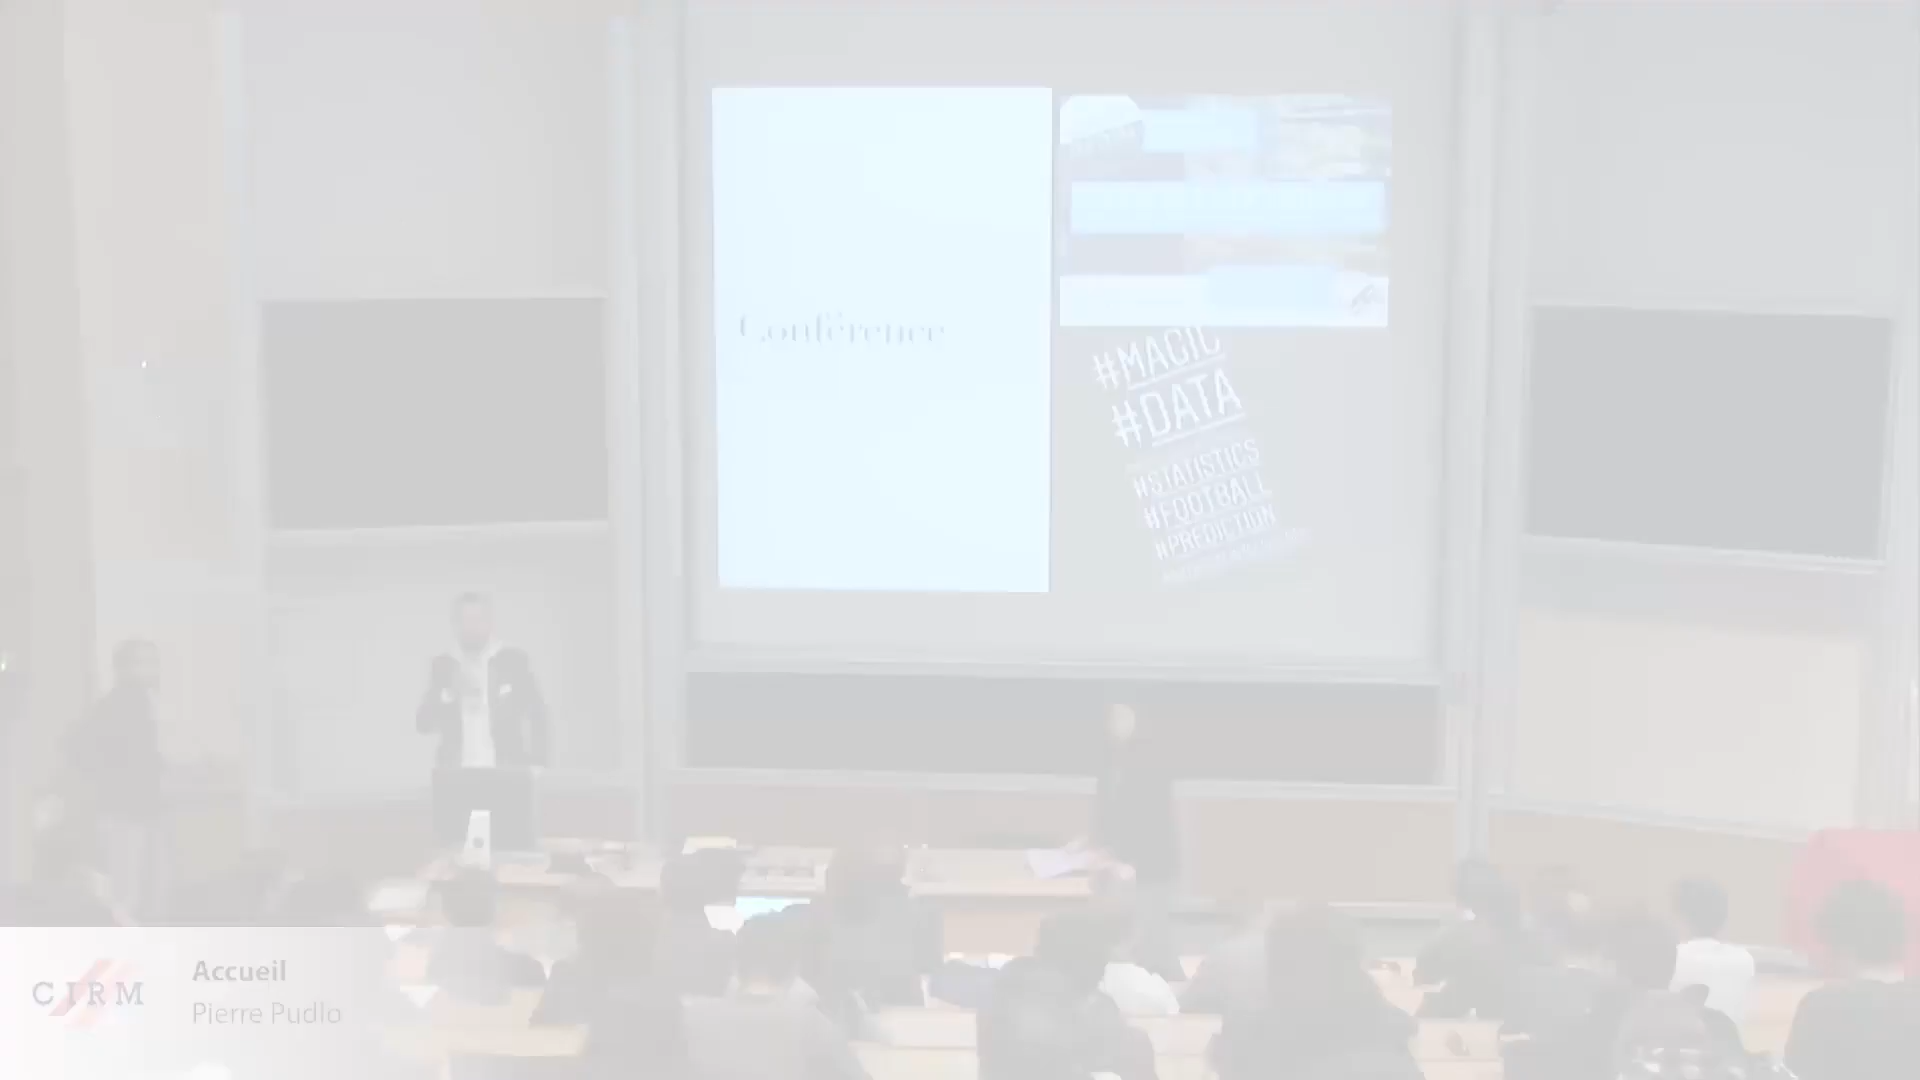 Conférence
#MAGIC
#DATA
#STATISTICS
#FOOTBALL
#PREDICTION
CIRM
Accueil
Pierre Pudlo